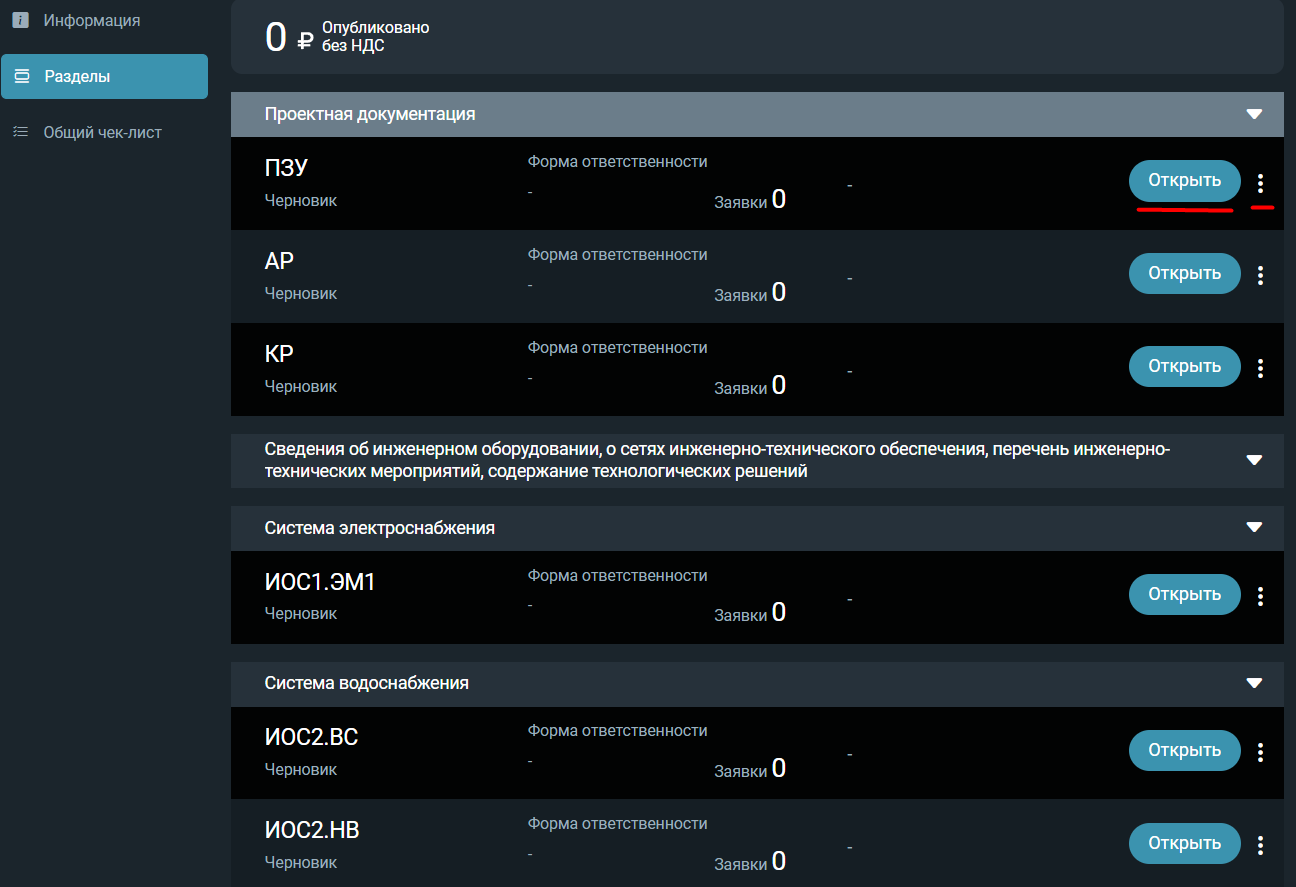 Информация
Разделы
Общий чек-лист
0 ₽ Опубликовано
без НДС
Проектная документация
ПЗУ
Черновик
Форма ответственности
-
Заявки 0
-
Открыть
АР
Черновик
Форма ответственности
-
Заявки 0
-
Открыть
КР
Черновик
Форма ответственности
-
Заявки 0
-
Открыть
Сведения об инженерном оборудовании, о сетях инженерно-технического обеспечения, перечень инженерно-
технических мероприятий, содержание технологических решений
Система электроснабжения
ИОС1.ЭМ1
Черновик
Форма ответственности
-
Заявки 0
-
Открыть
Система водоснабжения
ИОС2.ВС
Черновик
Форма ответственности
-
Заявки 0
-
Открыть
ИОС2.НВ
Черновик
Форма ответственности
-
Заявки 0
-
Открыть